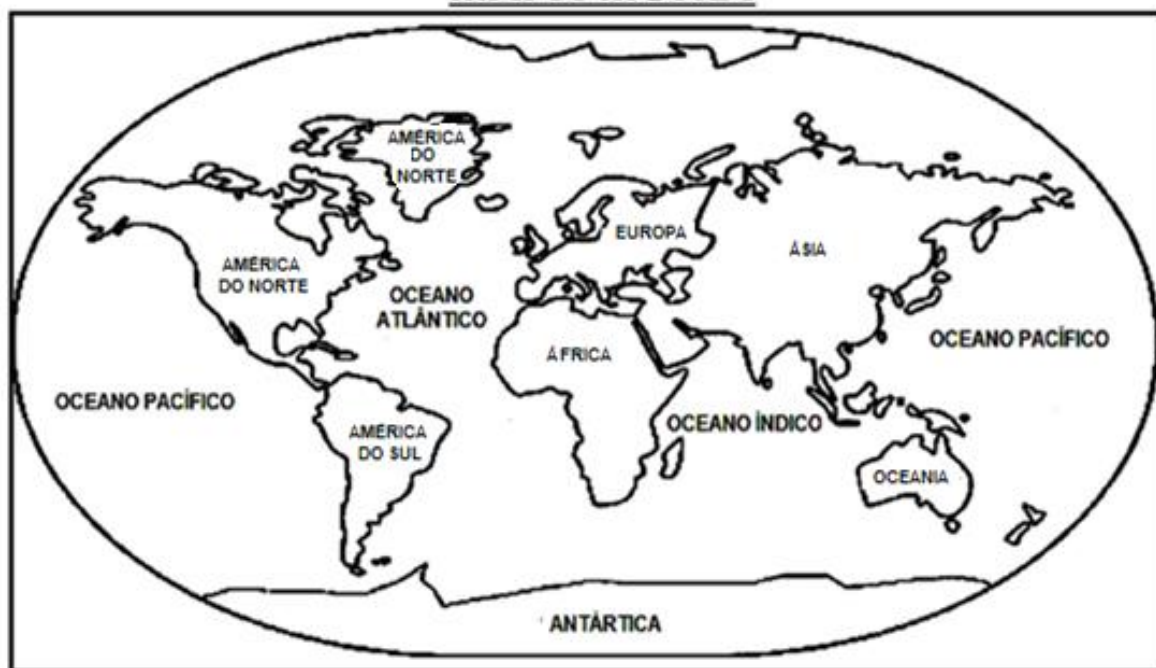 AMÉRICA
DO
NORTE
EUROPA
ÁSIA
AMÉRICA
DO NORTE
OCEANO
ATLÂNTICO
OCEANO PACÍFICO
ÁFRICA
OCEANO PACÍFICO
OCEANO ÍNDICO
AMÉRICA
DO SUL
OCEANIA
ANTÁRTICA